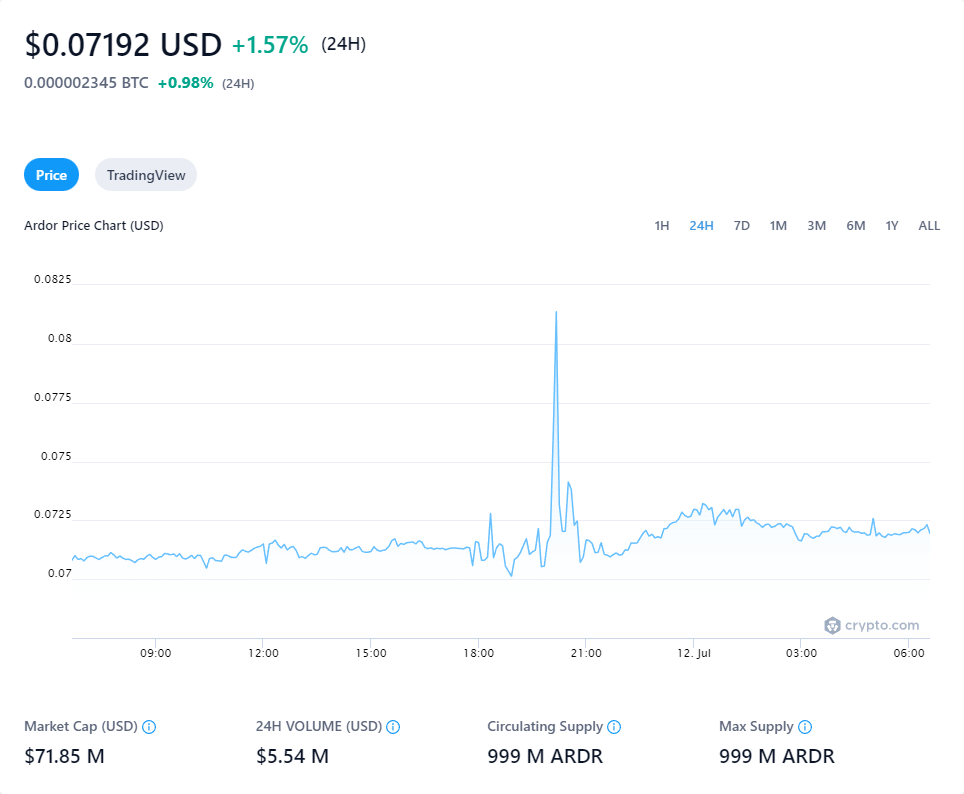 $0.07192 USD +1.57% (24H)
0.000002345 BTC +0.98% (24H)
Price TradingView
Ardor Price Chart (USD) 1H 24H 7D 1M 3M 6M 1Y ALL
0.0825
0.08
0.0775
0.075
0.0725
0.07
crypto.com
09:00 12:00 15:00 18:00 21:00 12. Jul 03:00 06:00
Market Cap (USD) 24H VOLUME (USD) Circulating Supply Max Supply
$71.85 M $5.54 M 999 M ARDR 999 M ARDR